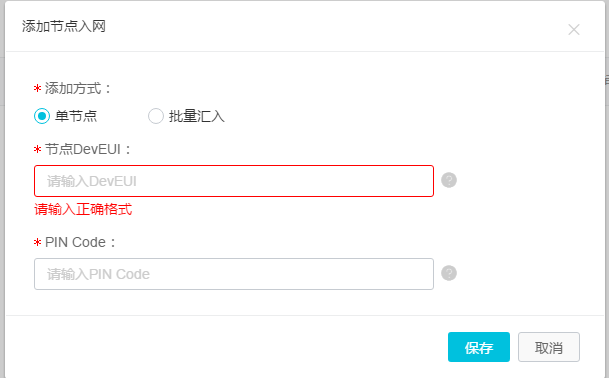 添加节点入网
* 添加方式：
单节点 批量汇入
* 节点DevEUI：
请输入DevEUI ?
请输入正确格式
* PIN Code：
请输入PIN Code ?
保存 取消